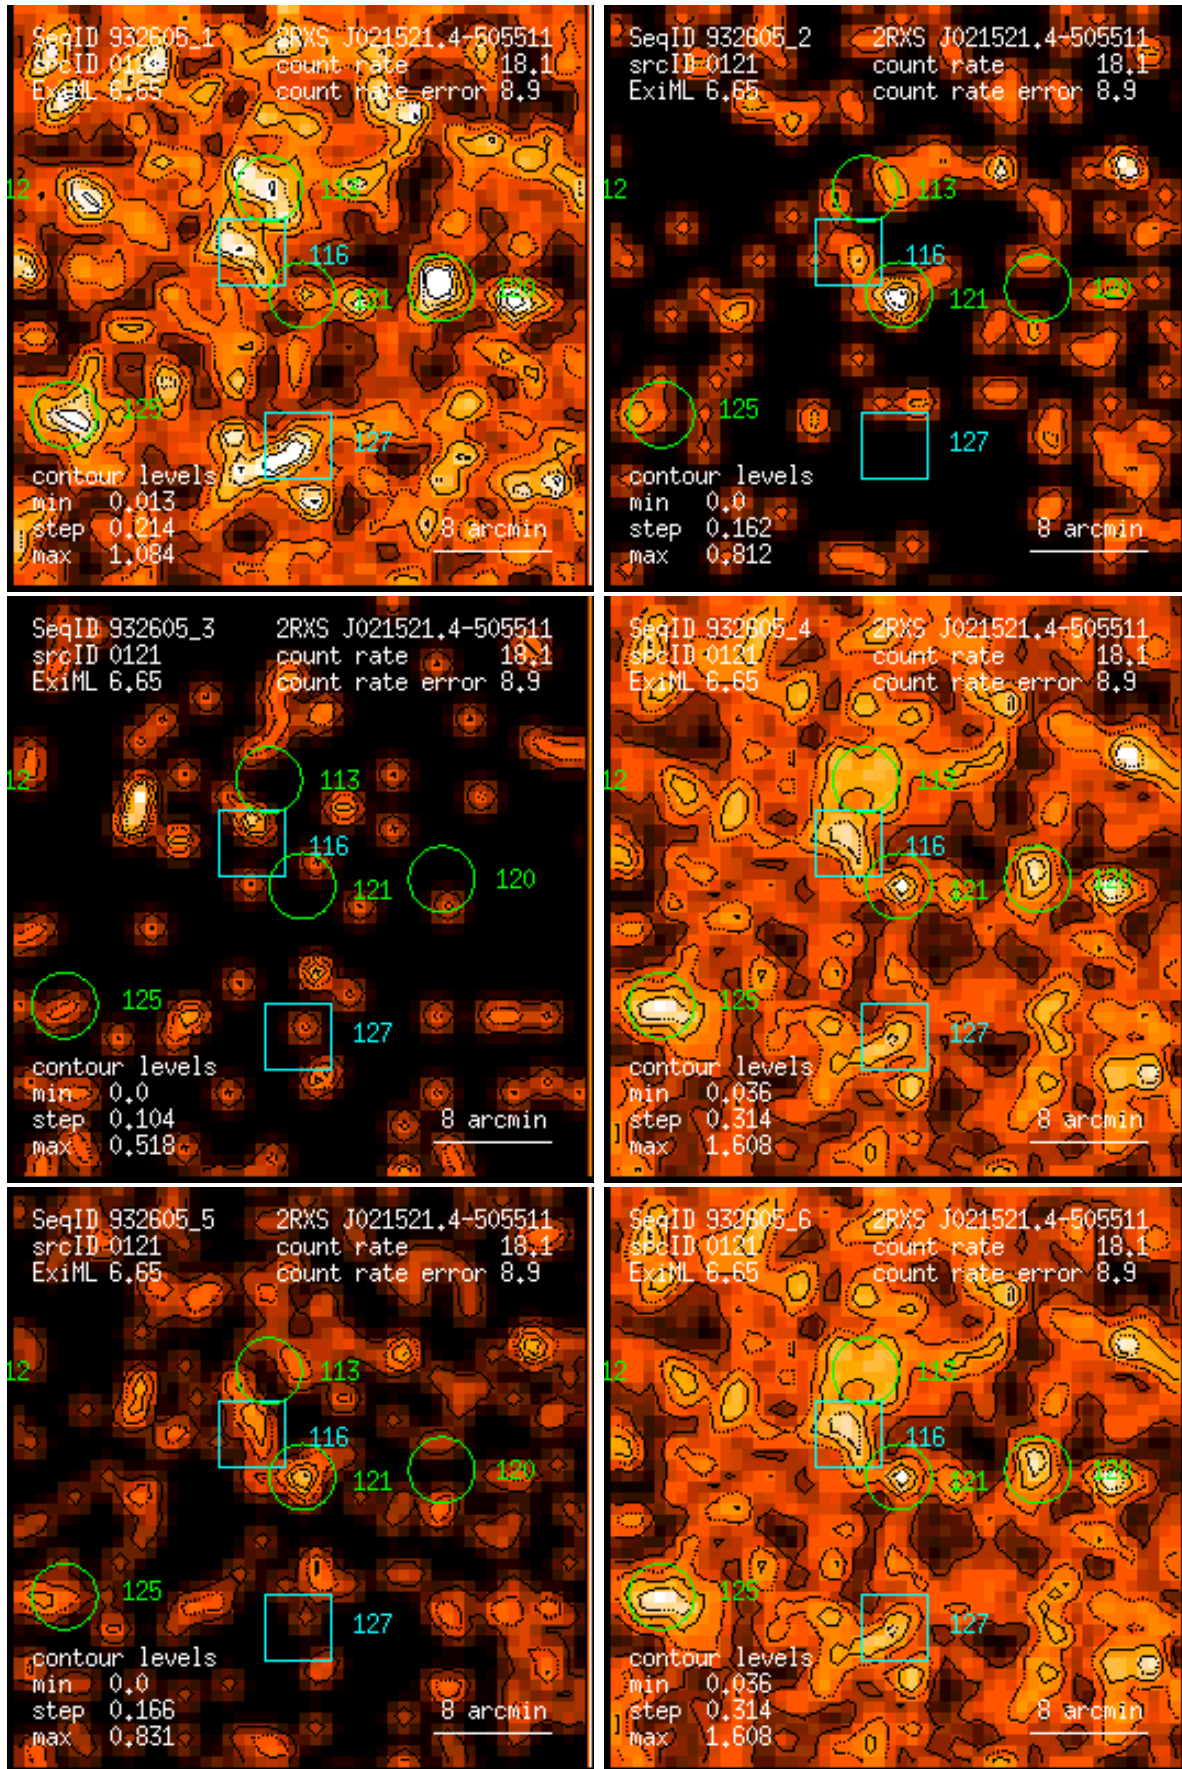 SeqID 932605_1 2RXS J021521.4-505511
srcID 0121 count rate 18.1
ExiML 6.65 count rate error 8.9
12 113
116
121 120
125
127
contour levels
min 0.013
step 0.214 8 arcmin
max 1.084
SeqID 932605_2 2RXS J021521.4-505511
srcID 0121 count rate 18.1
ExiML 6.65 count rate error 8.9
12 113
116
121 120
125
127
contour levels
min 0.0
step 0.162 8 arcmin
max 0.812
SeqID 932605_3 2RXS J021521.4-505511
srcID 0121 count rate 18.1
ExiML 6.65 count rate error 8.9
12 113
116
121 120
125
127
contour levels
min 0.0
step 0.104 8 arcmin
max 0.518
SeqID 932605_4 2RXS J021521.4-505511
srcID 0121 count rate 18.1
ExiML 6.65 count rate error 8.9
12 113
116
121 120
125
127
contour levels
min 0.036
step 0.314 8 arcmin
max 1.608
SeqID 932605_5 2RXS J021521.4-505511
srcID 0121 count rate 18.1
ExiML 6.65 count rate error 8.9
12 113
116
121 120
125
127
contour levels
min 0.0
step 0.166 8 arcmin
max 0.831
SeqID 932605_6 2RXS J021521.4-505511
srcID 0121 count rate 18.1
ExiML 6.65 count rate error 8.9
12 113
116
121 120
125
127
contour levels
min 0.036
step 0.314 8 arcmin
max 1.608